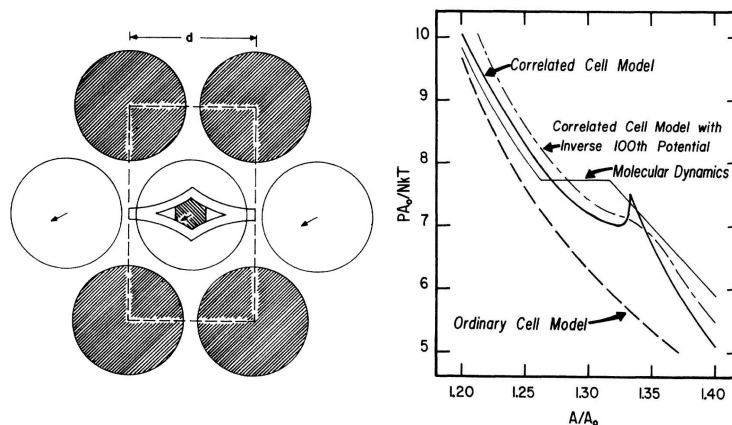 d
PA₀/NkT
10
9
8
7
6
5
Correlated Cell Model
Correlated Cell Model with
Inverse 100th Potential
Molecular Dynamics
Ordinary Cell Model
1.20
1.25
1.30
1.35
1.40
A/A₀